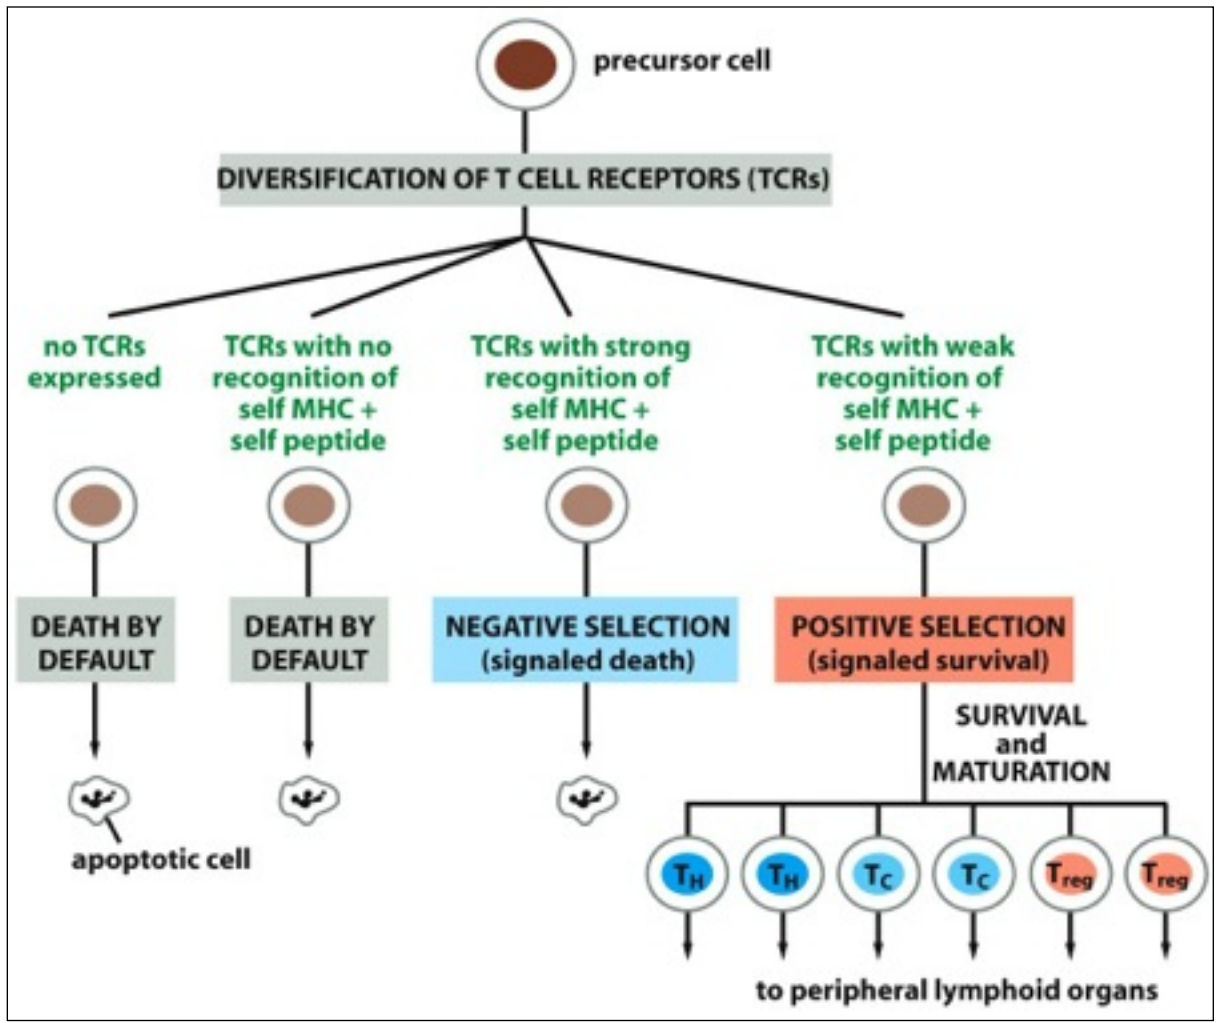 precursor cell
DIVERSIFICATION OF T CELL RECEPTORS (TCRs)
no TCRs
expressed
TCRs with no
recognition of
self MHC +
self peptide
TCRs with strong
recognition of
self MHC +
self peptide
TCRs with weak
recognition of
self MHC +
self peptide
DEATH BY
DEFAULT
DEATH BY
DEFAULT
NEGATIVE SELECTION
(signaled death)
POSITIVE SELECTION
(signaled survival)
SURVIVAL
and
MATURATION
apoptotic cell
TH
TH
TC
TC
Treg
Treg
to peripheral lymphoid organs